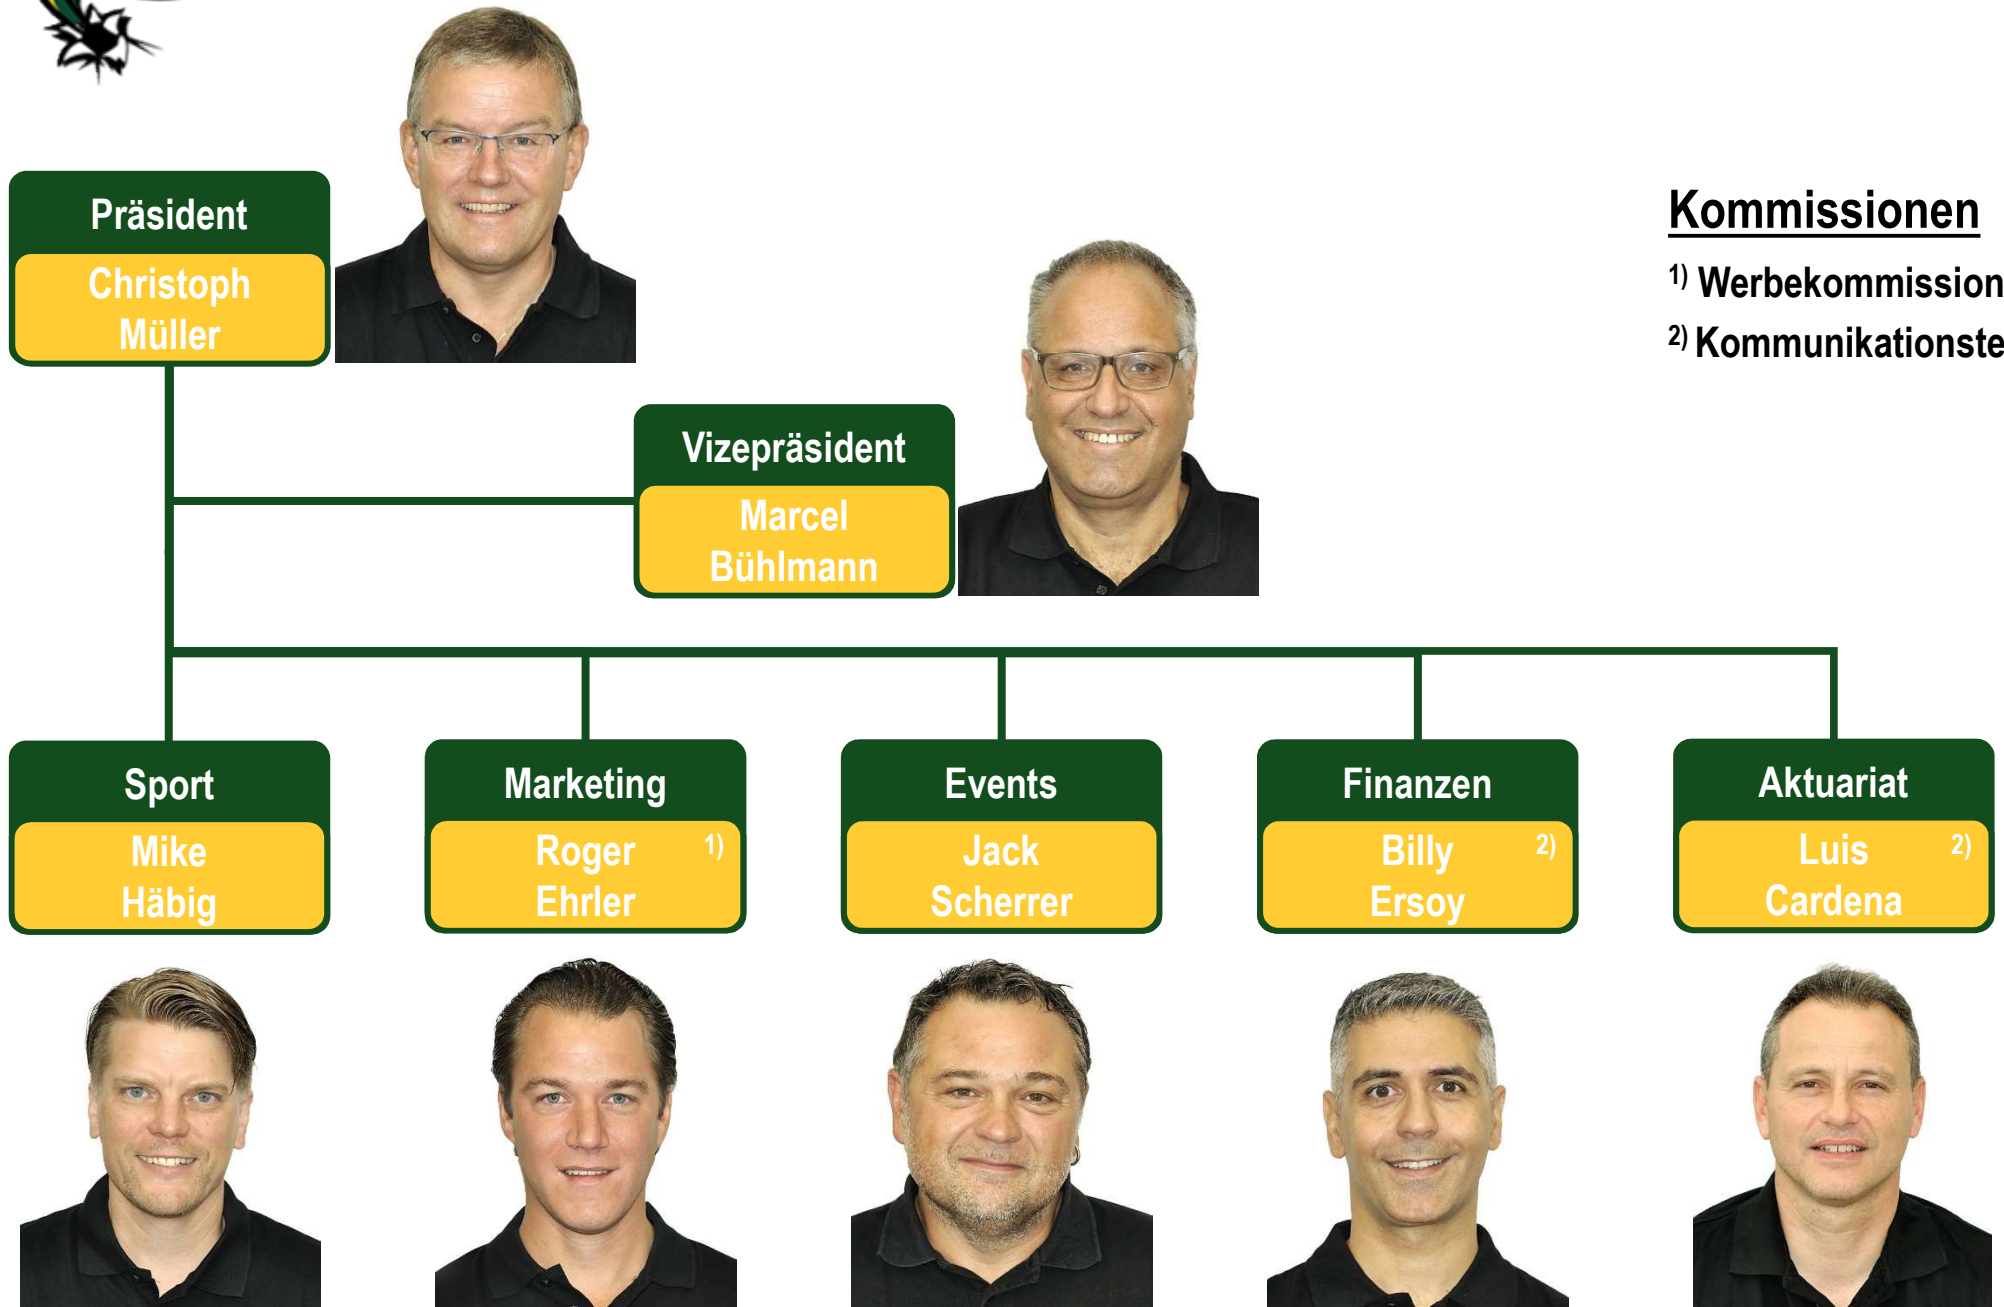 Präsident
Christoph
Müller
Kommissionen
1) Werbekommission
2) Kommunikationste
Vizepräsident
Marcel
Bühlmann
Sport
Mike
Häbig
Marketing
Roger 1)
Ehrler
Events
Jack
Scherrer
Finanzen
Billy 2)
Ersoy
Aktuariat
Luis 2)
Cardena